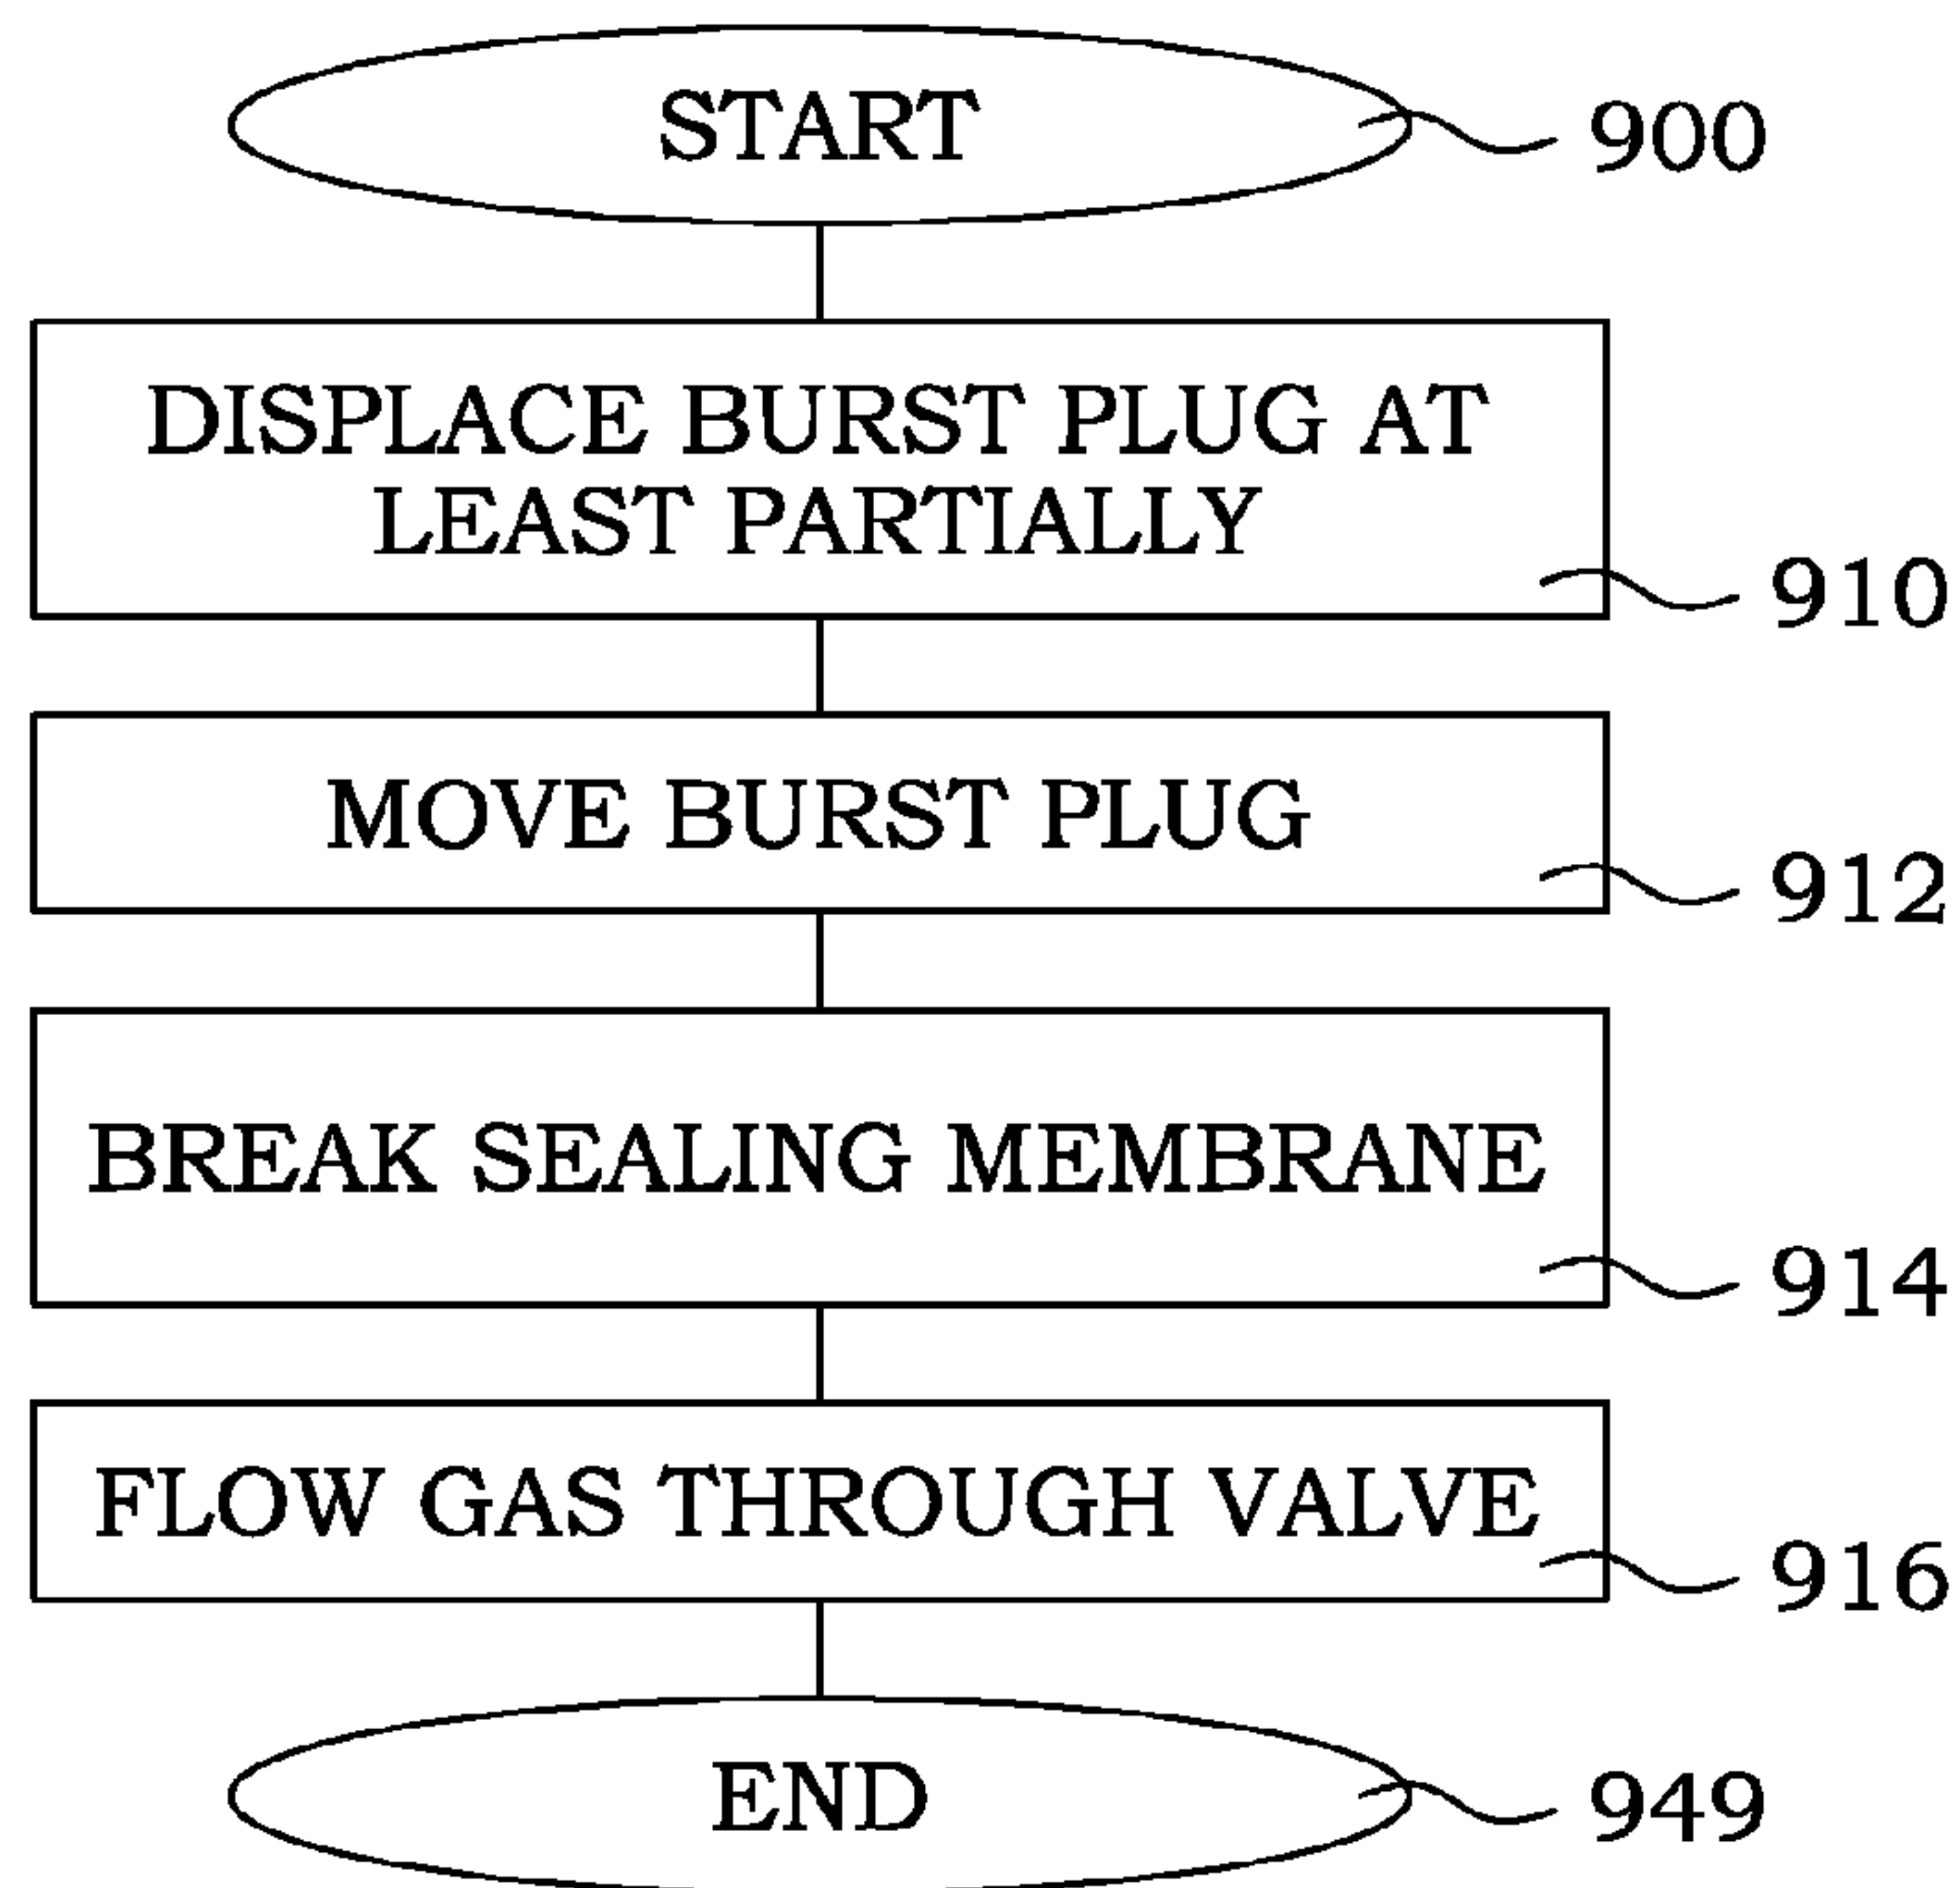 START
900
DISPLACE BURST PLUG AT
LEAST PARTIALLY
910
MOVE BURST PLUG
912
BREAK SEALING MEMBRANE
914
FLOW GAS THROUGH VALVE
916
END
949